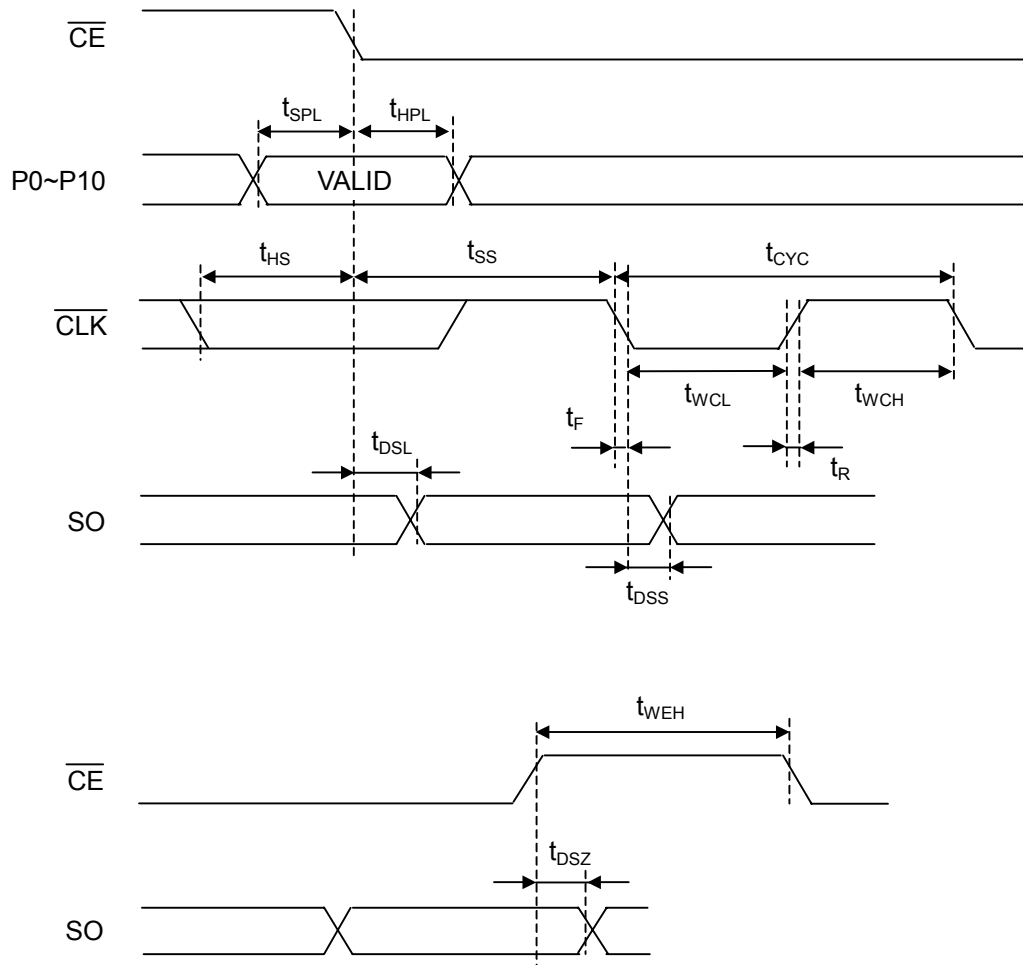 CE
tSPL tHPL
P0~P10 VALID
tHS tSS tCYC
CLK
tWCL tWCH
tF
tDSL
tR
SO
tDSS
tWEH
CE
tDSZ
SO